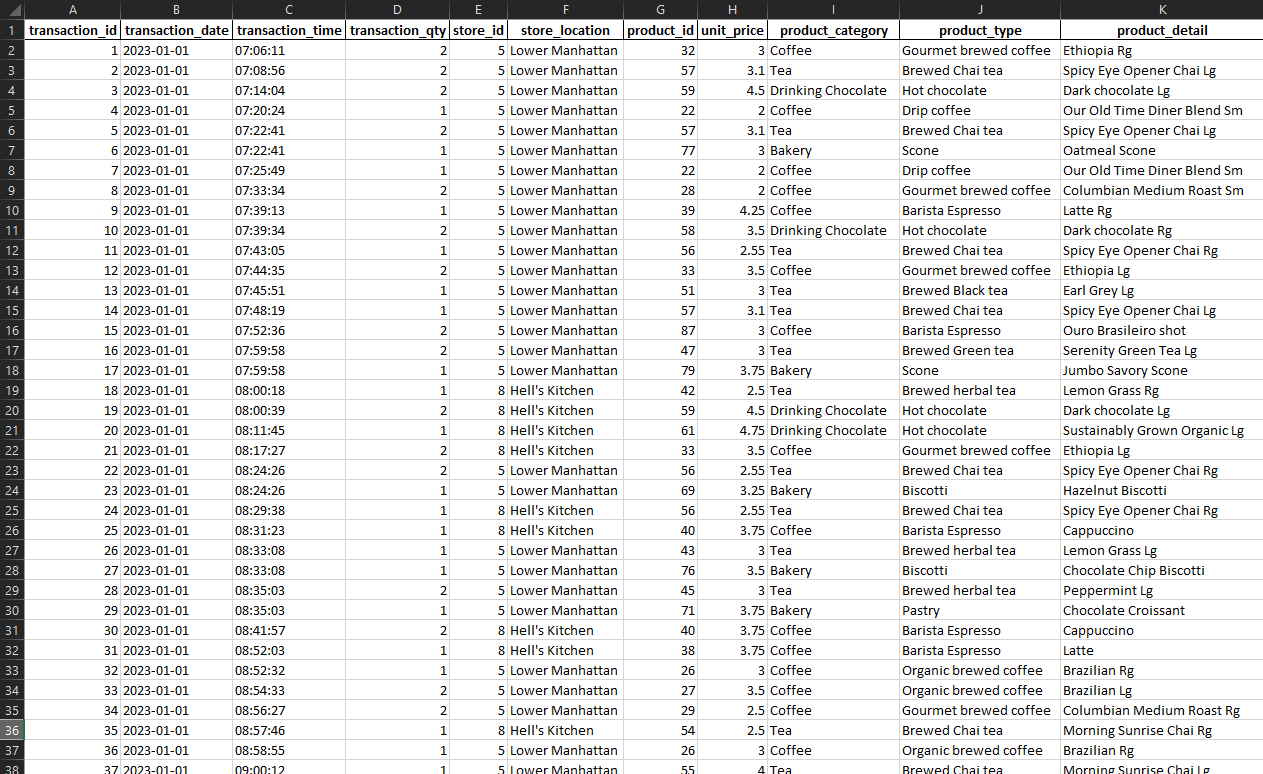 A B C D E F G H I J K
1 transaction_id transaction_date transaction_time transaction_qty store_id store_location product_id unit_price product_category product_type product_detail
2 1 2023-01-01 07:06:11 2 5 Lower Manhattan 32 3 Coffee Gourmet brewed coffee Ethiopia Rg
3 2 2023-01-01 07:08:56 2 5 Lower Manhattan 57 3.1 Tea Brewed Chai tea Spicy Eye Opener Chai Lg
4 3 2023-01-01 07:14:04 2 5 Lower Manhattan 59 4.5 Drinking Chocolate Hot chocolate Dark chocolate Lg
5 4 2023-01-01 07:20:24 1 5 Lower Manhattan 22 2 Coffee Drip coffee Our Old Time Diner Blend Sm
6 5 2023-01-01 07:22:41 2 5 Lower Manhattan 57 3.1 Tea Brewed Chai tea Spicy Eye Opener Chai Lg
7 6 2023-01-01 07:22:41 1 5 Lower Manhattan 77 3 Bakery Scone Oatmeal Scone
8 7 2023-01-01 07:25:49 1 5 Lower Manhattan 22 2 Coffee Drip coffee Our Old Time Diner Blend Sm
9 8 2023-01-01 07:33:34 2 5 Lower Manhattan 28 2 Coffee Gourmet brewed coffee Columbian Medium Roast Sm
10 9 2023-01-01 07:39:13 1 5 Lower Manhattan 39 4.25 Coffee Barista Espresso Latte Rg
11 10 2023-01-01 07:39:34 2 5 Lower Manhattan 58 3.5 Drinking Chocolate Hot chocolate Dark chocolate Rg
12 11 2023-01-01 07:43:05 1 5 Lower Manhattan 56 2.55 Tea Brewed Chai tea Spicy Eye Opener Chai Rg
13 12 2023-01-01 07:44:35 2 5 Lower Manhattan 33 3.5 Coffee Gourmet brewed coffee Ethiopia Lg
14 13 2023-01-01 07:45:51 1 5 Lower Manhattan 51 3 Tea Brewed Black tea Earl Grey Lg
15 14 2023-01-01 07:48:19 1 5 Lower Manhattan 57 3.1 Tea Brewed Chai tea Spicy Eye Opener Chai Lg
16 15 2023-01-01 07:52:36 2 5 Lower Manhattan 87 3 Coffee Barista Espresso Ouro Brasileiro shot
17 16 2023-01-01 07:59:58 2 5 Lower Manhattan 47 3 Tea Brewed Green tea Serenity Green Tea Lg
18 17 2023-01-01 07:59:58 1 5 Lower Manhattan 79 3.75 Bakery Scone Jumbo Savory Scone
19 18 2023-01-01 08:00:18 1 8 Hell's Kitchen 42 2.5 Tea Brewed herbal tea Lemon Grass Rg
20 19 2023-01-01 08:00:39 2 8 Hell's Kitchen 59 4.5 Drinking Chocolate Hot chocolate Dark chocolate Lg
21 20 2023-01-01 08:11:45 1 8 Hell's Kitchen 61 4.75 Drinking Chocolate Hot chocolate Sustainably Grown Organic Lg
22 21 2023-01-01 08:17:27 2 8 Hell's Kitchen 33 3.5 Coffee Gourmet brewed coffee Ethiopia Lg
23 22 2023-01-01 08:24:26 2 5 Lower Manhattan 56 2.55 Tea Brewed Chai tea Spicy Eye Opener Chai Rg
24 23 2023-01-01 08:24:26 1 5 Lower Manhattan 69 3.25 Bakery Biscotti Hazelnut Biscotti
25 24 2023-01-01 08:29:38 1 8 Hell's Kitchen 56 2.55 Tea Brewed Chai tea Spicy Eye Opener Chai Rg
26 25 2023-01-01 08:31:23 1 8 Hell's Kitchen 40 3.75 Coffee Barista Espresso Cappuccino
27 26 2023-01-01 08:33:08 1 5 Lower Manhattan 43 3 Tea Brewed herbal tea Lemon Grass Lg
28 27 2023-01-01 08:33:08 1 5 Lower Manhattan 76 3.5 Bakery Biscotti Chocolate Chip Biscotti
29 28 2023-01-01 08:35:03 2 5 Lower Manhattan 45 3 Tea Brewed herbal tea Peppermint Lg
30 29 2023-01-01 08:35:03 1 5 Lower Manhattan 71 3.75 Bakery Pastry Chocolate Croissant
31 30 2023-01-01 08:41:57 2 8 Hell's Kitchen 40 3.75 Coffee Barista Espresso Cappuccino
32 31 2023-01-01 08:52:03 1 8 Hell's Kitchen 38 3.75 Coffee Barista Espresso Latte
33 32 2023-01-01 08:52:32 1 5 Lower Manhattan 26 3 Coffee Organic brewed coffee Brazilian Rg
34 33 2023-01-01 08:54:33 2 5 Lower Manhattan 27 3.5 Coffee Organic brewed coffee Brazilian Lg
35 34 2023-01-01 08:56:27 2 5 Lower Manhattan 29 2.5 Coffee Gourmet brewed coffee Columbian Medium Roast Rg
36 35 2023-01-01 08:57:46 1 8 Hell's Kitchen 54 2.5 Tea Brewed Chai tea Morning Sunrise Chai Rg
37 36 2023-01-01 08:58:55 1 5 Lower Manhattan 26 3 Coffee Organic brewed coffee Brazilian Rg
38 37 2023-01-01 09:00:12 1 5 Lower Manhattan 55 4 Tea Brewed Chai tea Morning Sunrise Chai Lg